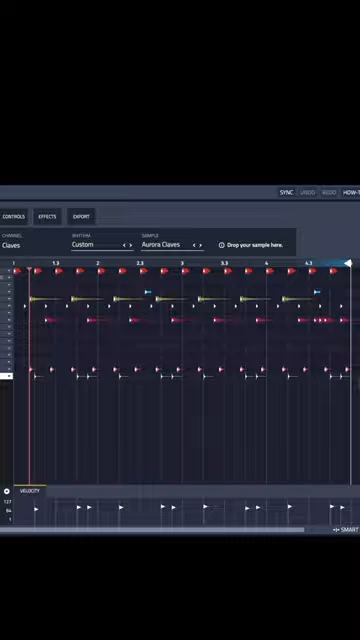 SYNC UNDO REDO HOW-T
CONTROLS EFFECTS EXPORT
CHANNEL RHYTHM SAMPLE
Claves Custom Aurora Claves Drop your sample here.
1 1.3 2 2.3 3 3.3 4 4.3
VELOCITY
127
64
1
SMART